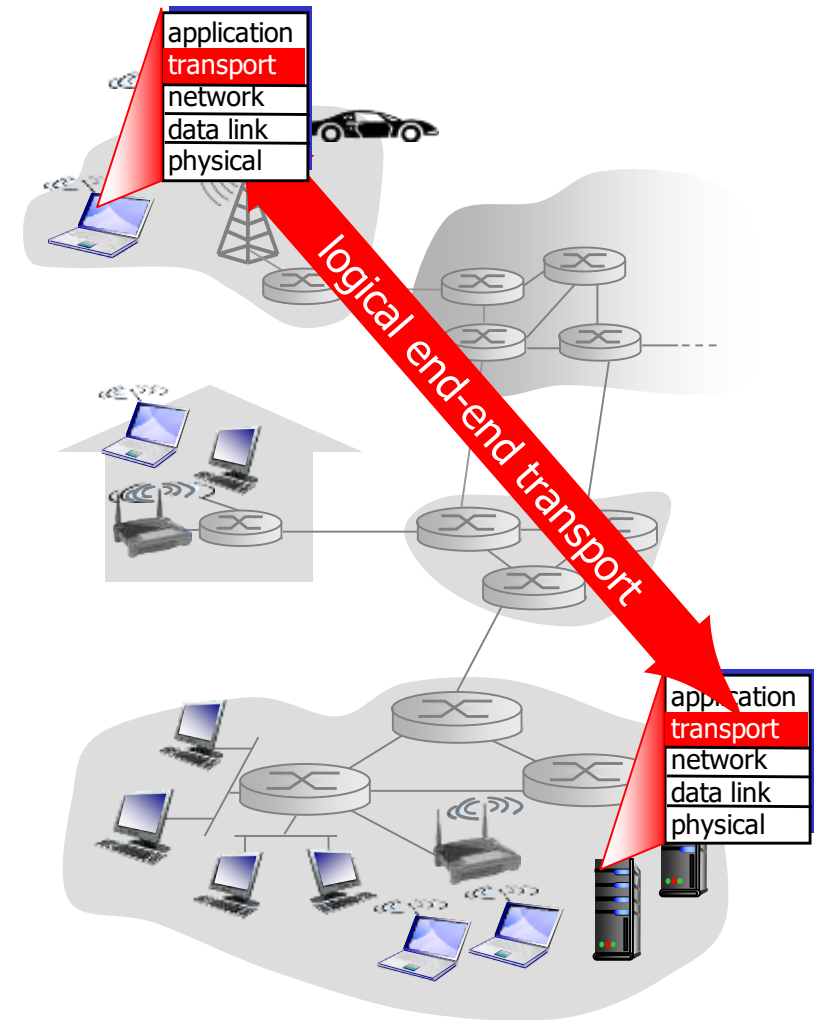 application
transport
network
data link
physical
logical end-end transport
application
transport
network
data link
physical